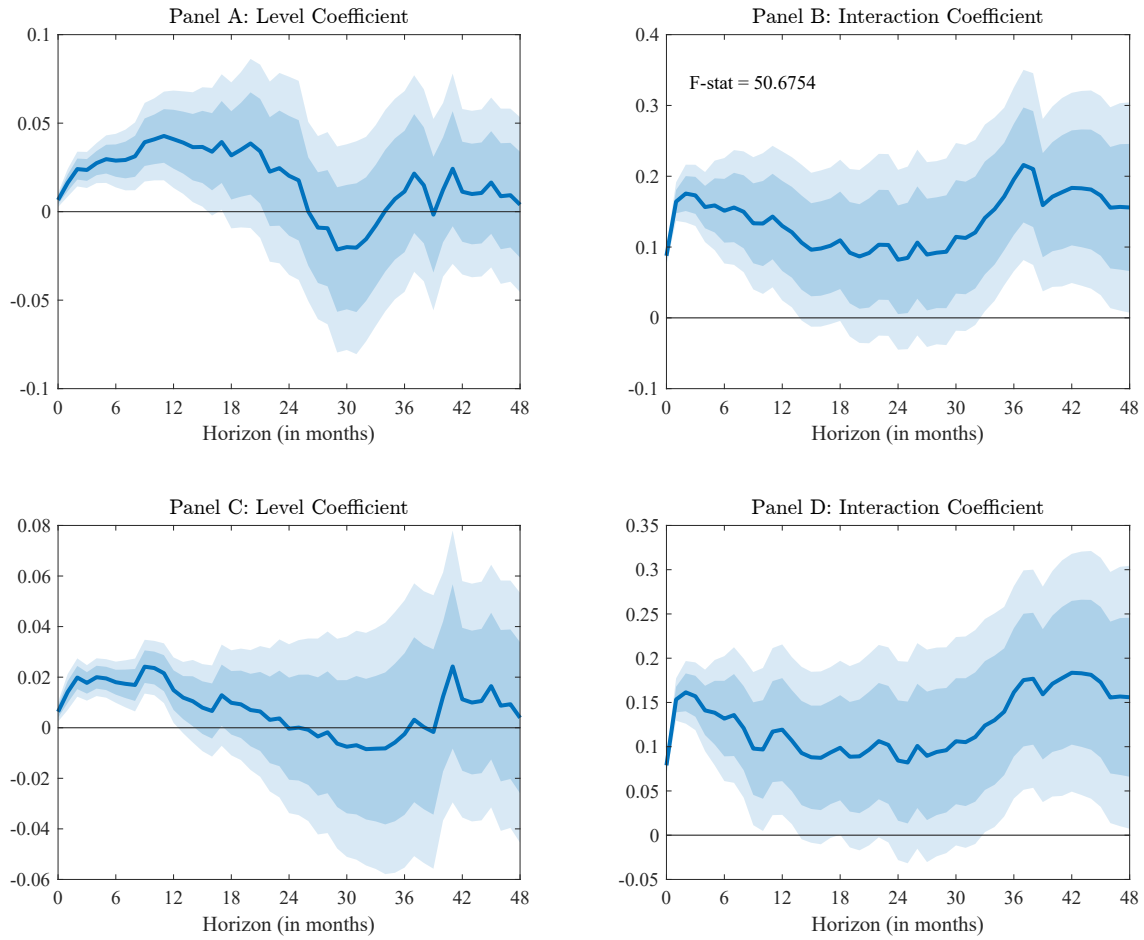 Panel A: Level Coefficient
0.1
0.05
0
-0.05
-0.1
0 6 12 18 24 30 36 42 48
Horizon (in months)
Panel B: Interaction Coefficient
0.4
F-stat = 50.6754
0.3
0.2
0.1
0
-0.1
0 6 12 18 24 30 36 42 48
Horizon (in months)
Panel C: Level Coefficient
0.08
0.06
0.04
0.02
0
-0.02
-0.04
-0.06
0 6 12 18 24 30 36 42 48
Horizon (in months)
Panel D: Interaction Coefficient
0.35
0.3
0.25
0.2
0.15
0.1
0.05
0
-0.05
0 6 12 18 24 30 36 42 48
Horizon (in months)